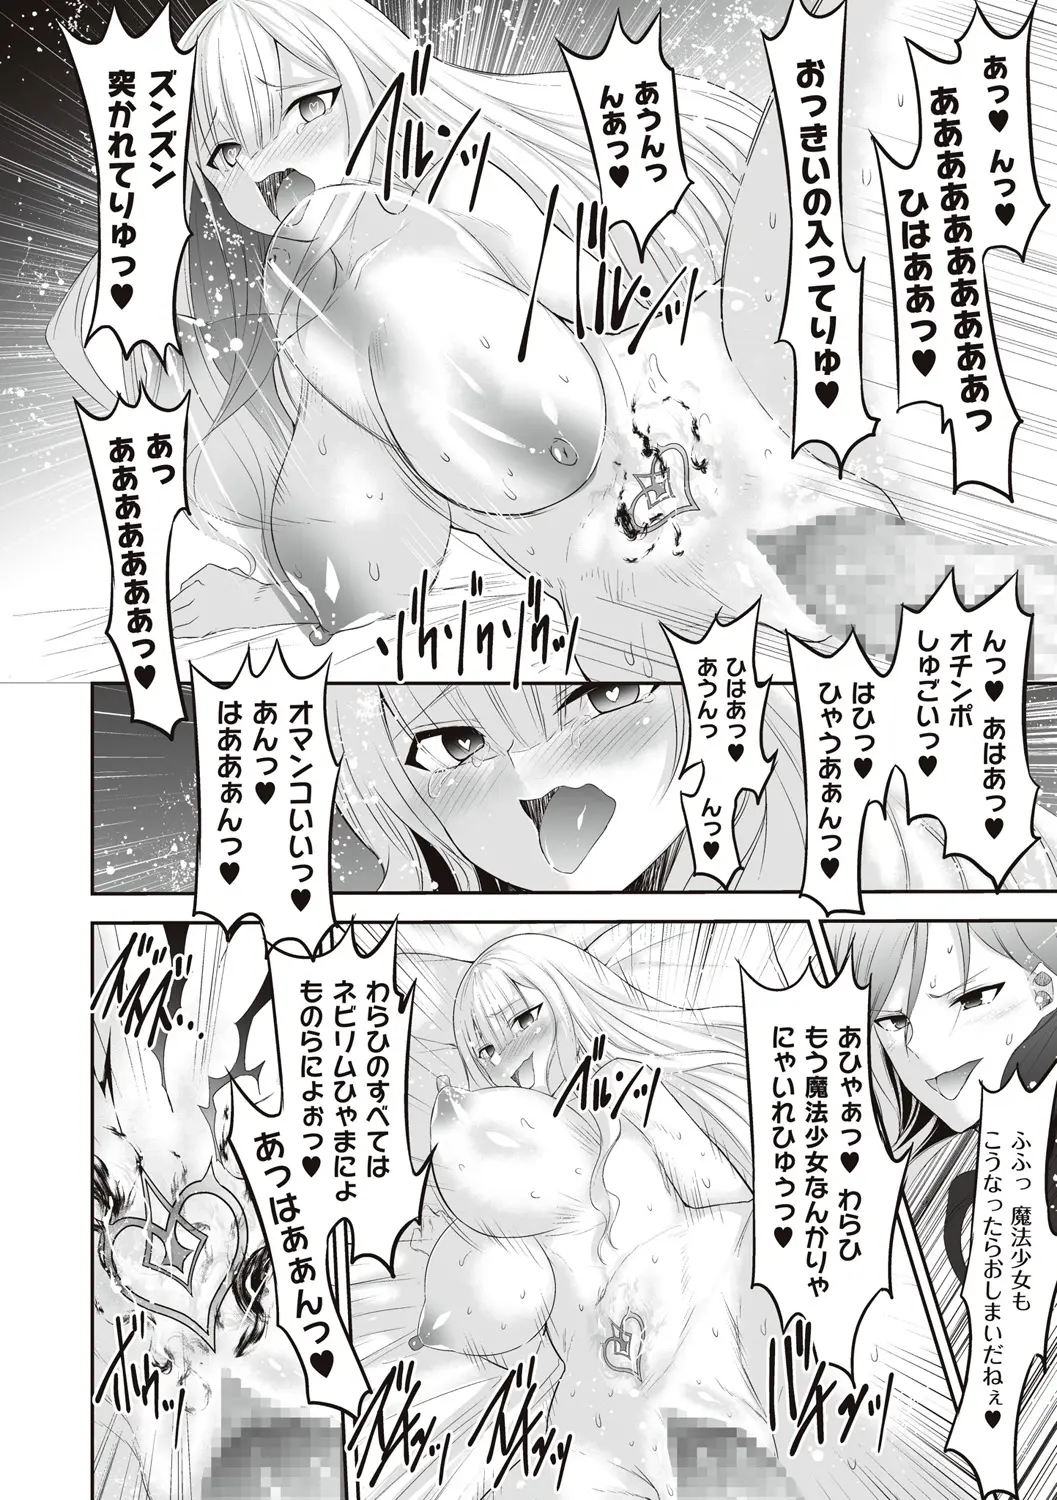 あっ♥んっ♥
ああああああああああっ
ひはああっ♥
おっきいの入ってりゅ♥
あうんっ
んあっ♥
ズンズン
突かれてりゅっ♥
あっ
ああああああああっ♥
んっ♥あはあっ♥
オチンポ
しゅごいっ♥
はひっ♥
ひゃうあぁんっ♥
ひはあっ♥
あうんっ
んっ♥
オマンコいいっ♥
あんっ♥
はあああぁんっ♥
ふふっ 魔法少女も
こうなったらおしまいだねぇ♥
あひゃぁっ♥わらひ
もう魔法少女なんかりゃ
にゃいれひゅうっ♥
わらひのすべては
ネビリムひゃまによ
ものらによぉっ♥
あっはあぁんっ♥